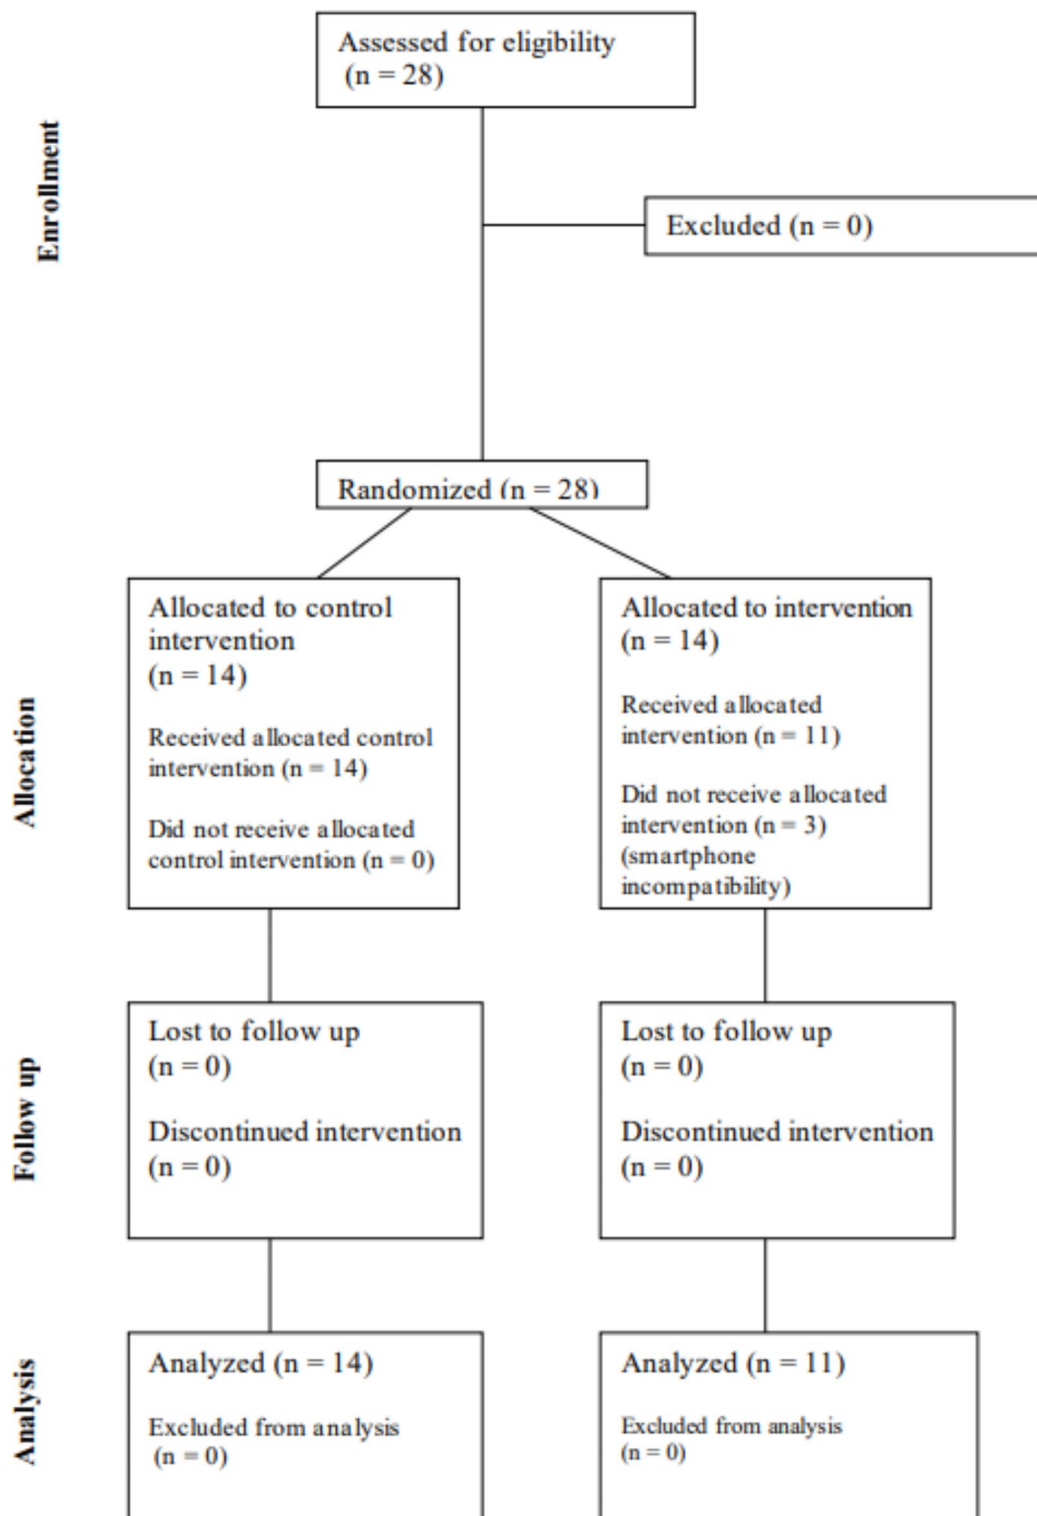 Assessed for eligibility
(n = 28)
Enrollment
Excluded (n = 0)
Randomized (n = 28)
Allocation
Allocated to control
intervention
(n = 14)
Received allocated control
intervention (n = 14)
Did not receive allocated
control intervention (n = 0)
Allocated to intervention
(n = 14)
Received allocated
intervention (n = 11)
Did not receive allocated
intervention (n = 3)
(smartphone
incompatibility)
Follow up
Lost to follow up
(n = 0)
Discontinued intervention
(n = 0)
Lost to follow up
(n = 0)
Discontinued intervention
(n = 0)
Analysis
Analyzed (n = 14)
Excluded from analysis
(n = 0)
Analyzed (n = 11)
Excluded from analysis
(n = 0)